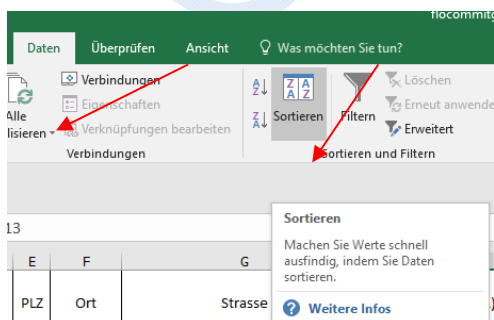 flocommitg
Daten Überprüfen Ansicht Was möchten Sie tun?
Alle
lisieren
Verbindungen
Eigenschaften
Verknüpfungen bearbeiten
Verbindungen
A
Z
Z
A
Z A
A Z
Sortieren
Filtern
Löschen
Erneut anwende
Erweitert
Sortieren und Filtern
13
E F G
PLZ Ort Strasse
)
Sortieren
Machen Sie Werte schnell
ausfindig, indem Sie Daten
sortieren.
? Weitere Infos